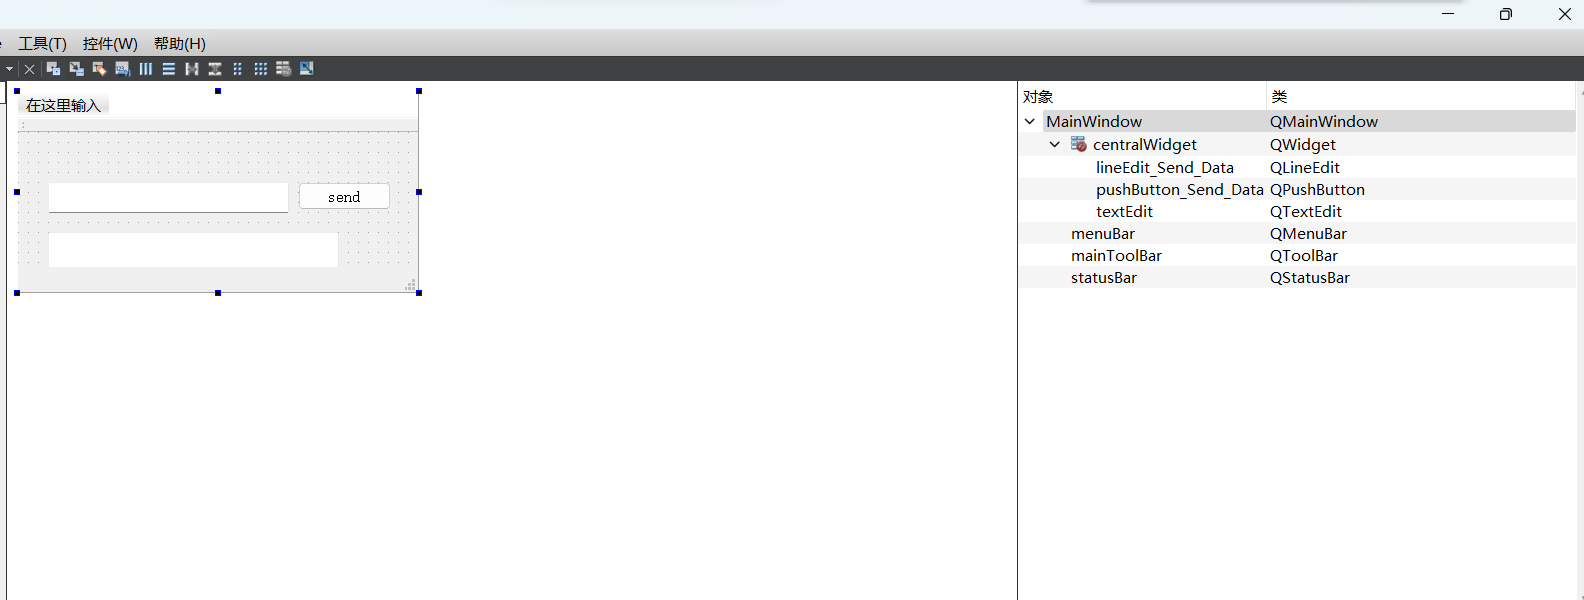 工具(T) 控件(W) 帮助(H)
在这里输入
send
对象 类
MainWindow QMainWindow
centralWidget QWidget
lineEdit_Send_Data QLineEdit
pushButton_Send_Data QPushButton
textEdit QTextEdit
menuBar QMenuBar
mainToolBar QToolBar
statusBar QStatusBar